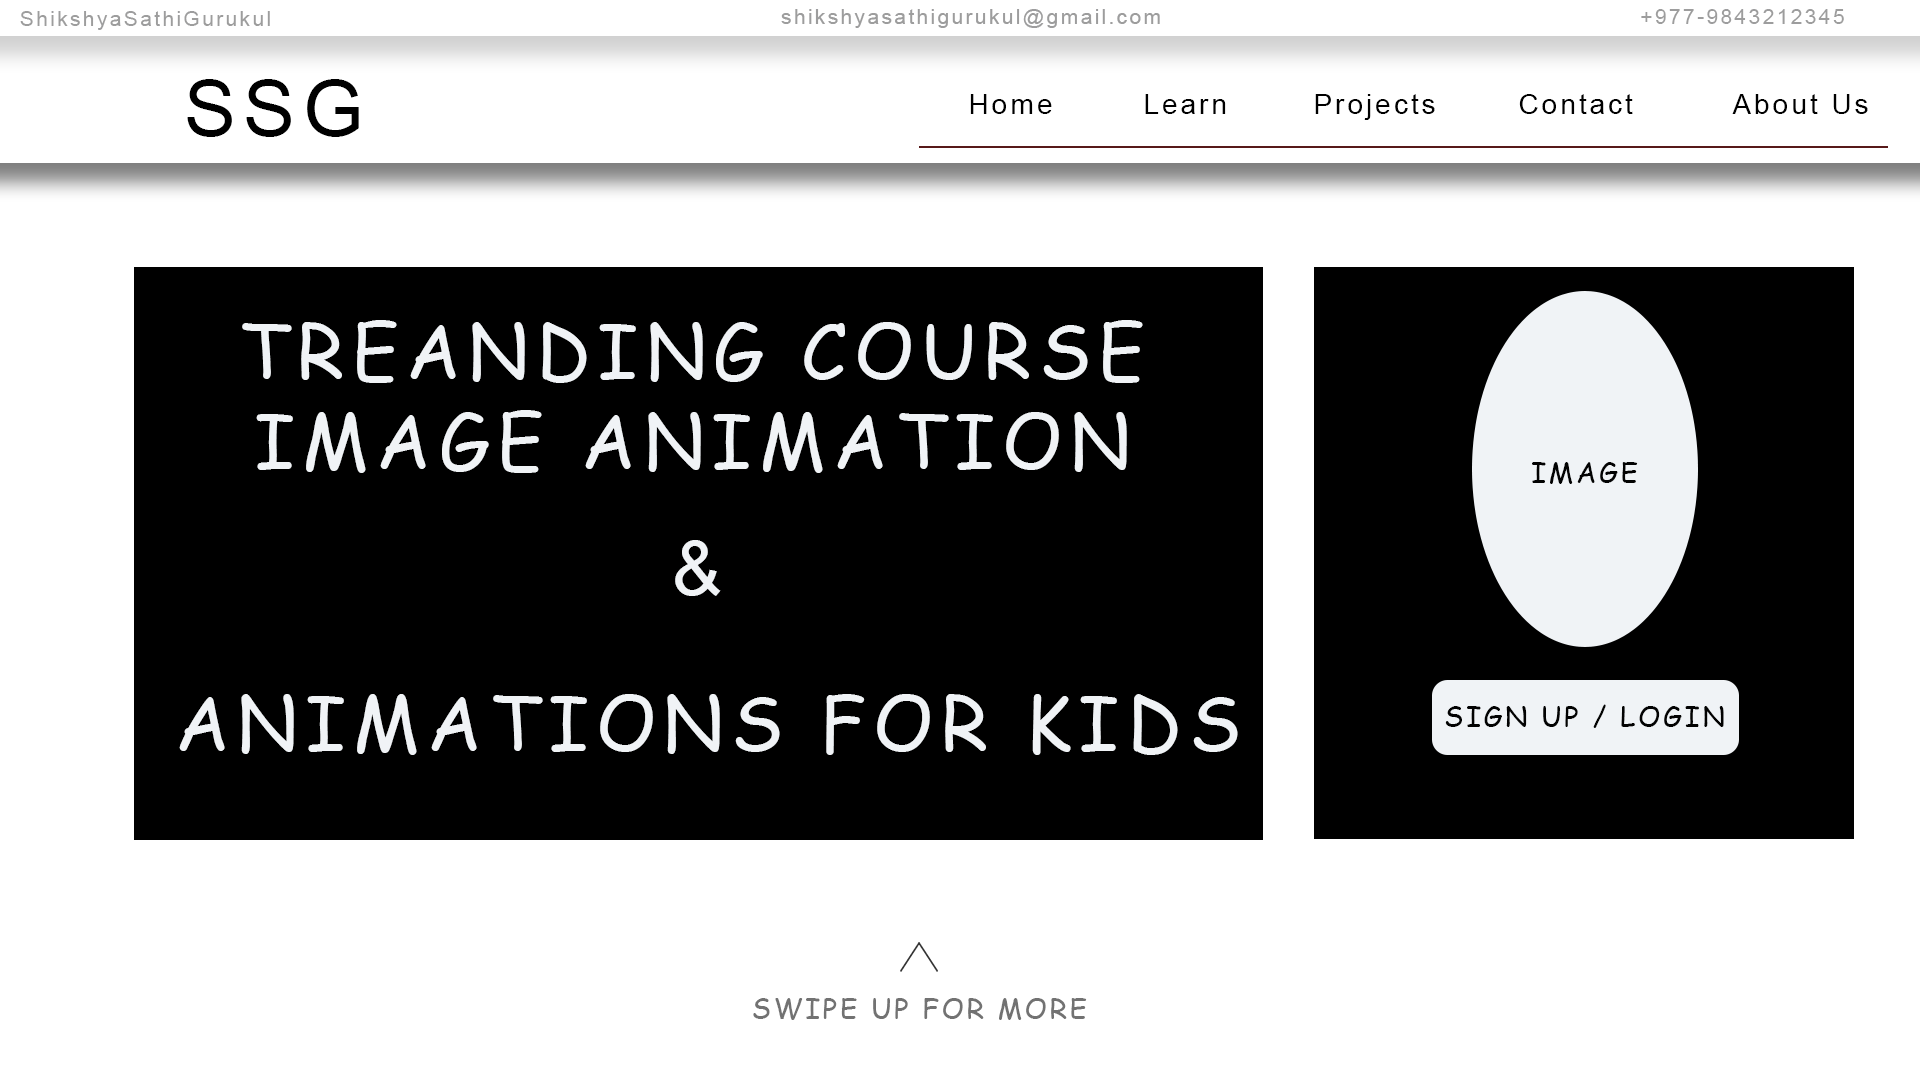 ShikshyaSathiGurukul
shikshyasathigurukul@gmail.com
+977-9843212345
SSG
Home
Learn
Projects
Contact
About Us
TREANDING COURSE
IMAGE ANIMATION
&
ANIMATIONS FOR KIDS
IMAGE
SIGN UP / LOGIN
SWIPE UP FOR MORE